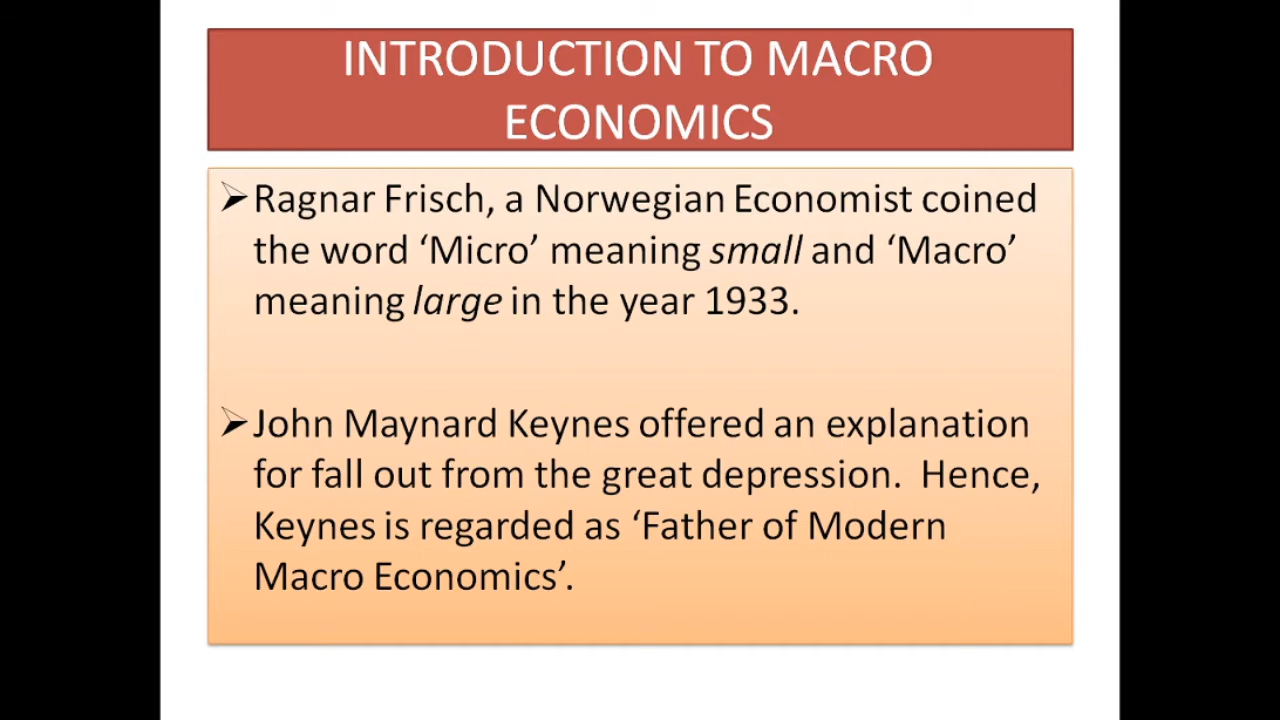 INTRODUCTION TO MACRO
ECONOMICS
➢Ragnar Frisch, a Norwegian Economist coined
the word ‘Micro’ meaning small and ‘Macro’
meaning large in the year 1933.
➢John Maynard Keynes offered an explanation
for fall out from the great depression.  Hence,
Keynes is regarded as ‘Father of Modern
Macro Economics’.